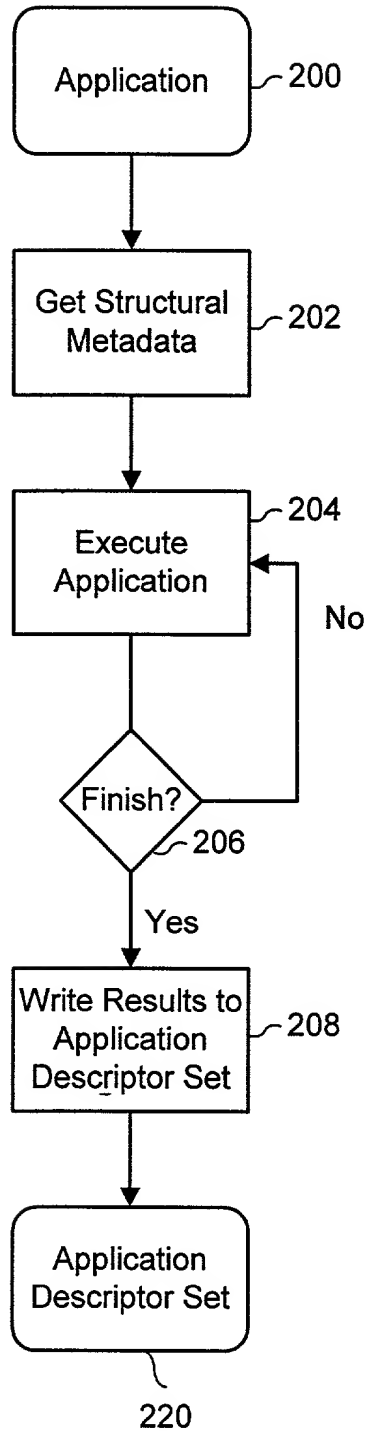 Application
200
Get Structural
Metadata
202
204
Execute
Application
No
Finish?
206
Yes
Write Results to
Application
Descriptor Set
208
Application
Descriptor Set
220